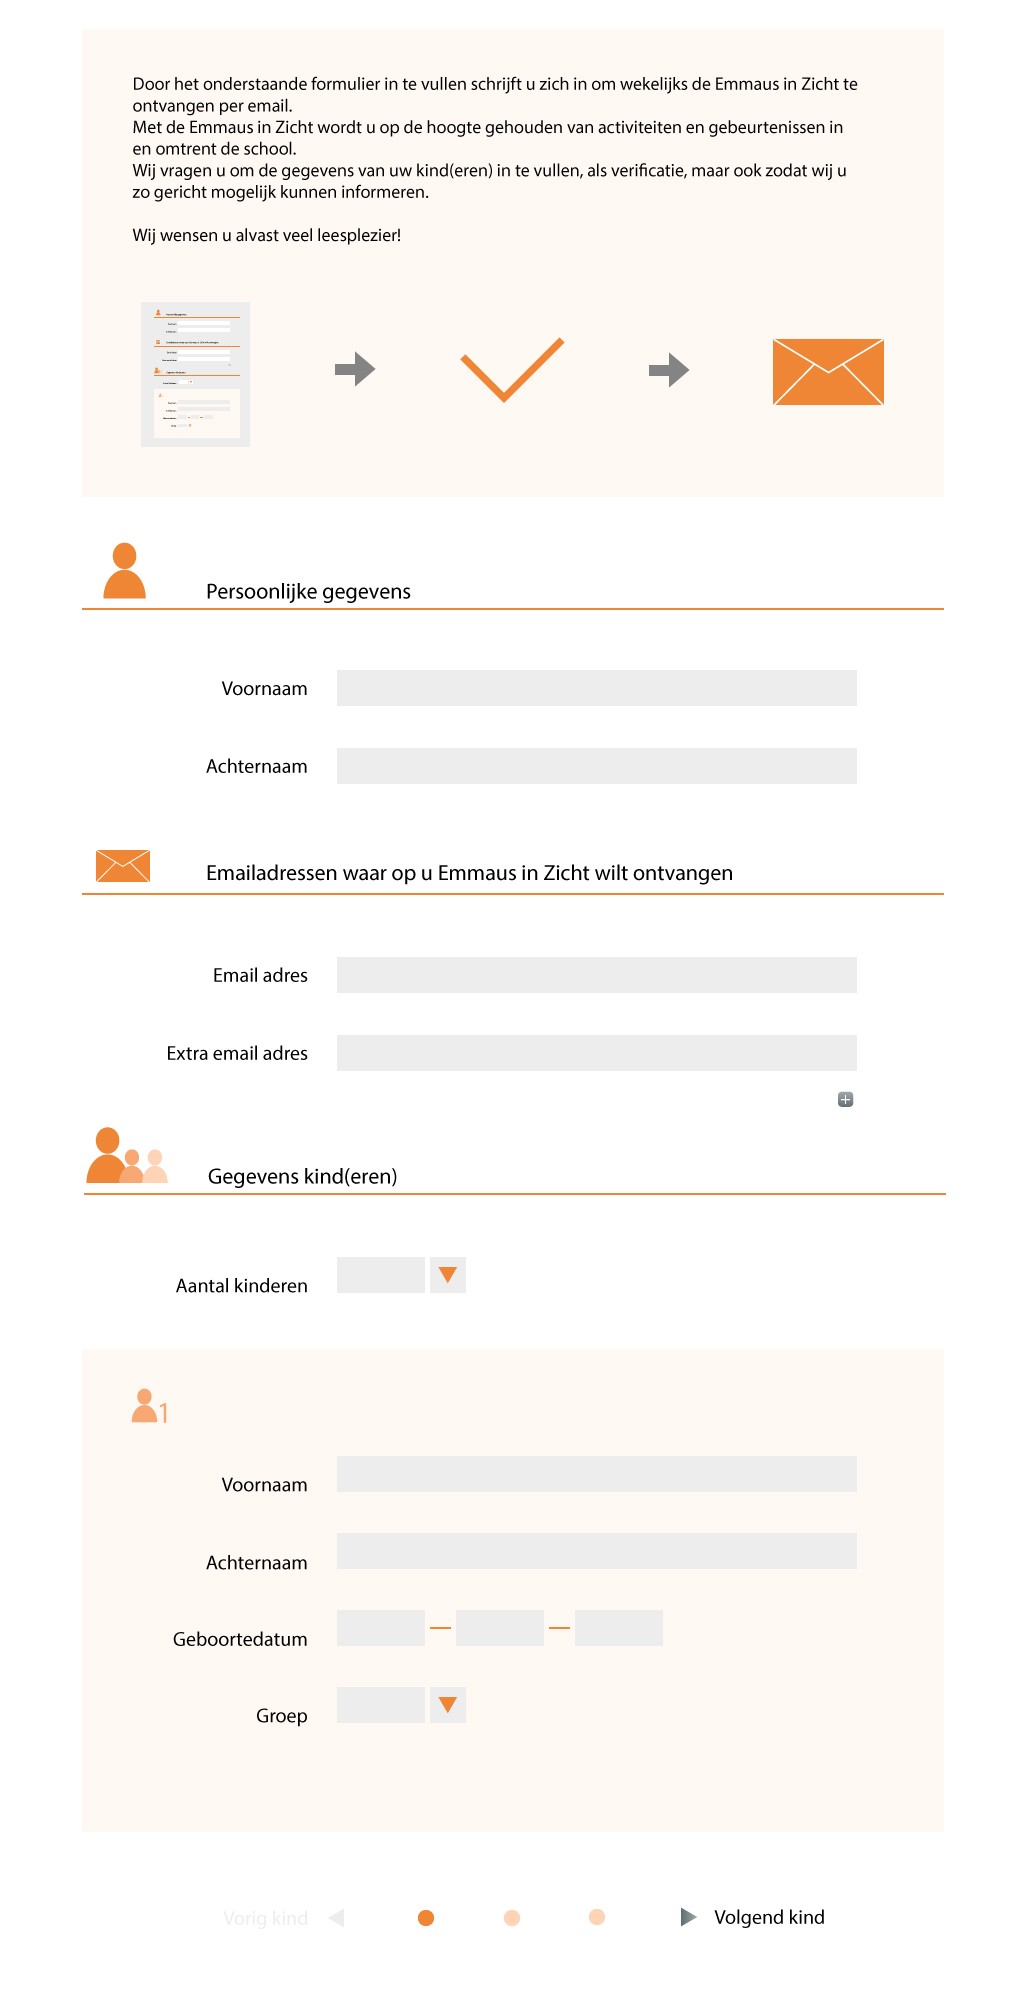 Door het onderstaande formulier in te vullen schrijft u zich in om wekelijks de Emmaus in Zicht te
ontvangen per email.
Met de Emmaus in Zicht wordt u op de hoogte gehouden van activiteiten en gebeurtenissen in
en omtrent de school.
Wij vragen u om de gegevens van uw kind(eren) in te vullen, als verificatie, maar ook zodat wij u
zo gericht mogelijk kunnen informeren.
Wij wensen u alvast veel leesplezier!
Persoonlijke gegevens
Voornaam
Achternaam
Emailadressen waar op u Emmaus in Zicht wilt ontvangen
Email adres
Extra email adres
Gegevens kind(eren)
Aantal kinderen
1
Voornaam
Achternaam
Geboortedatum
Groep
Vorig kind
Volgend kind